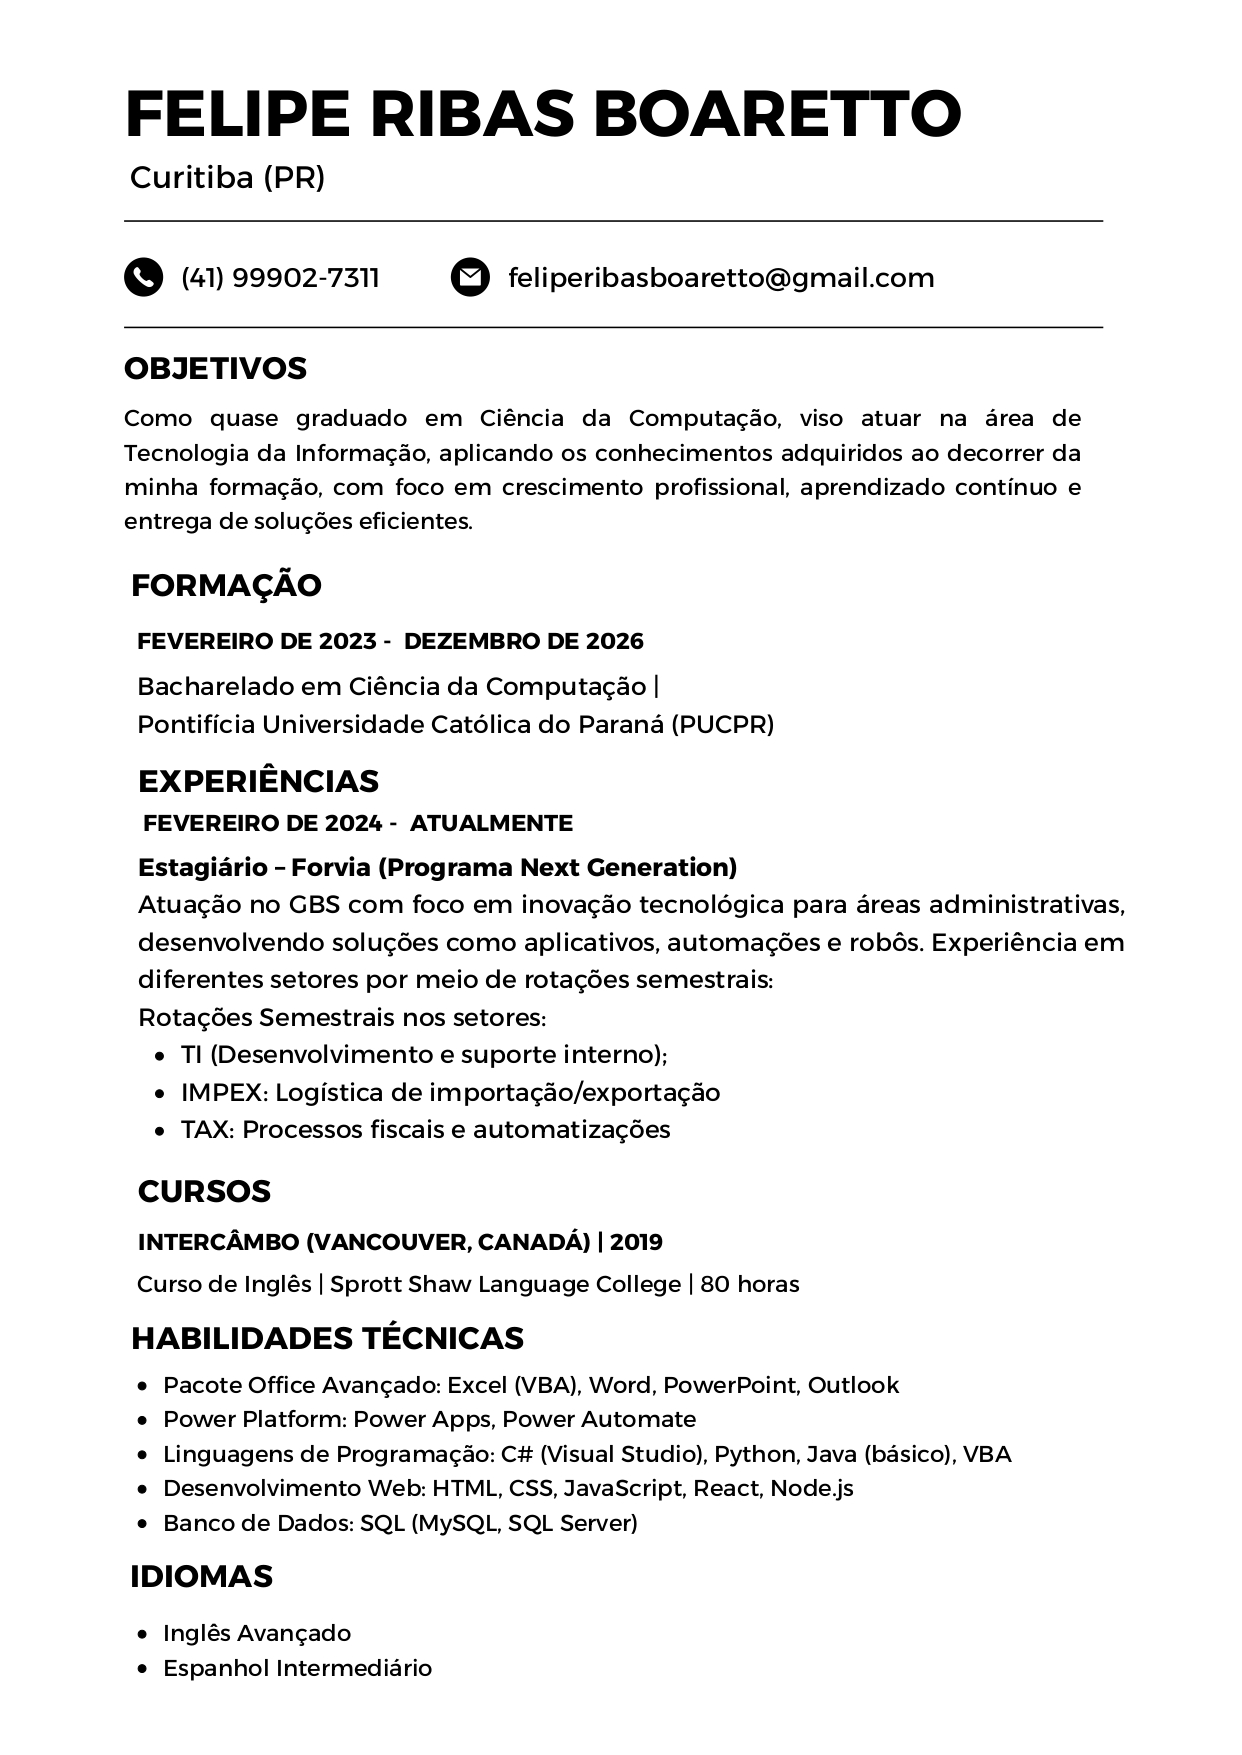 FELIPE RIBAS BOARETTO
Curitiba (PR)
(41) 99902-7311 feliperibasboaretto@gmail.com
OBJETIVOS
Como quase graduado em Ciência da Computação, viso atuar na área de
Tecnologia da Informação, aplicando os conhecimentos adquiridos ao decorrer da
minha formação, com foco em crescimento profissional, aprendizado contínuo e
entrega de soluções eficientes.
FORMAÇÃO
FEVEREIRO DE 2023 - DEZEMBRO DE 2026
Bacharelado em Ciência da Computação |
Pontifícia Universidade Católica do Paraná (PUCPR)
EXPERIÊNCIAS
FEVEREIRO DE 2024 - ATUALMENTE
Estagiário – Forvia (Programa Next Generation)
Atuação no GBS com foco em inovação tecnológica para áreas administrativas,
desenvolvendo soluções como aplicativos, automações e robôs. Experiência em
diferentes setores por meio de rotações semestrais:
Rotações Semestrais nos setores:
• TI (Desenvolvimento e suporte interno);
• IMPEX: Logística de importação/exportação
• TAX: Processos fiscais e automatizações
CURSOS
INTERCÂMBO (VANCOUVER, CANADÁ) | 2019
Curso de Inglês | Sprott Shaw Language College | 80 horas
HABILIDADES TÉCNICAS
• Pacote Office Avançado: Excel (VBA), Word, PowerPoint, Outlook
• Power Platform: Power Apps, Power Automate
• Linguagens de Programação: C# (Visual Studio), Python, Java (básico), VBA
• Desenvolvimento Web: HTML, CSS, JavaScript, React, Node.js
• Banco de Dados: SQL (MySQL, SQL Server)
IDIOMAS
• Inglês Avançado
• Espanhol Intermediário